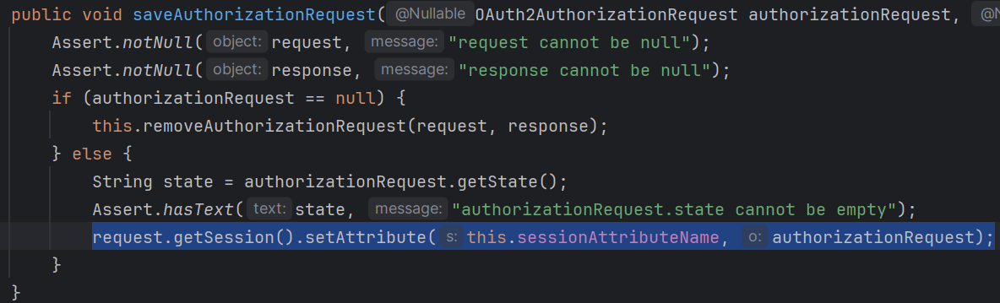 public void saveAuthorizationRequest( @Nullable OAuth2AuthorizationRequest authorizationRequest,
Assert.notNull( object: request, message: "request cannot be null");
Assert.notNull( object: response, message: "response cannot be null");
if (authorizationRequest == null) {
this.removeAuthorizationRequest(request, response);
} else {
String state = authorizationRequest.getState();
Assert.hasText( text: state, message: "authorizationRequest.state cannot be empty");
request.getSession().setAttribute( s: this.sessionAttributeName, o: authorizationRequest);
}
}